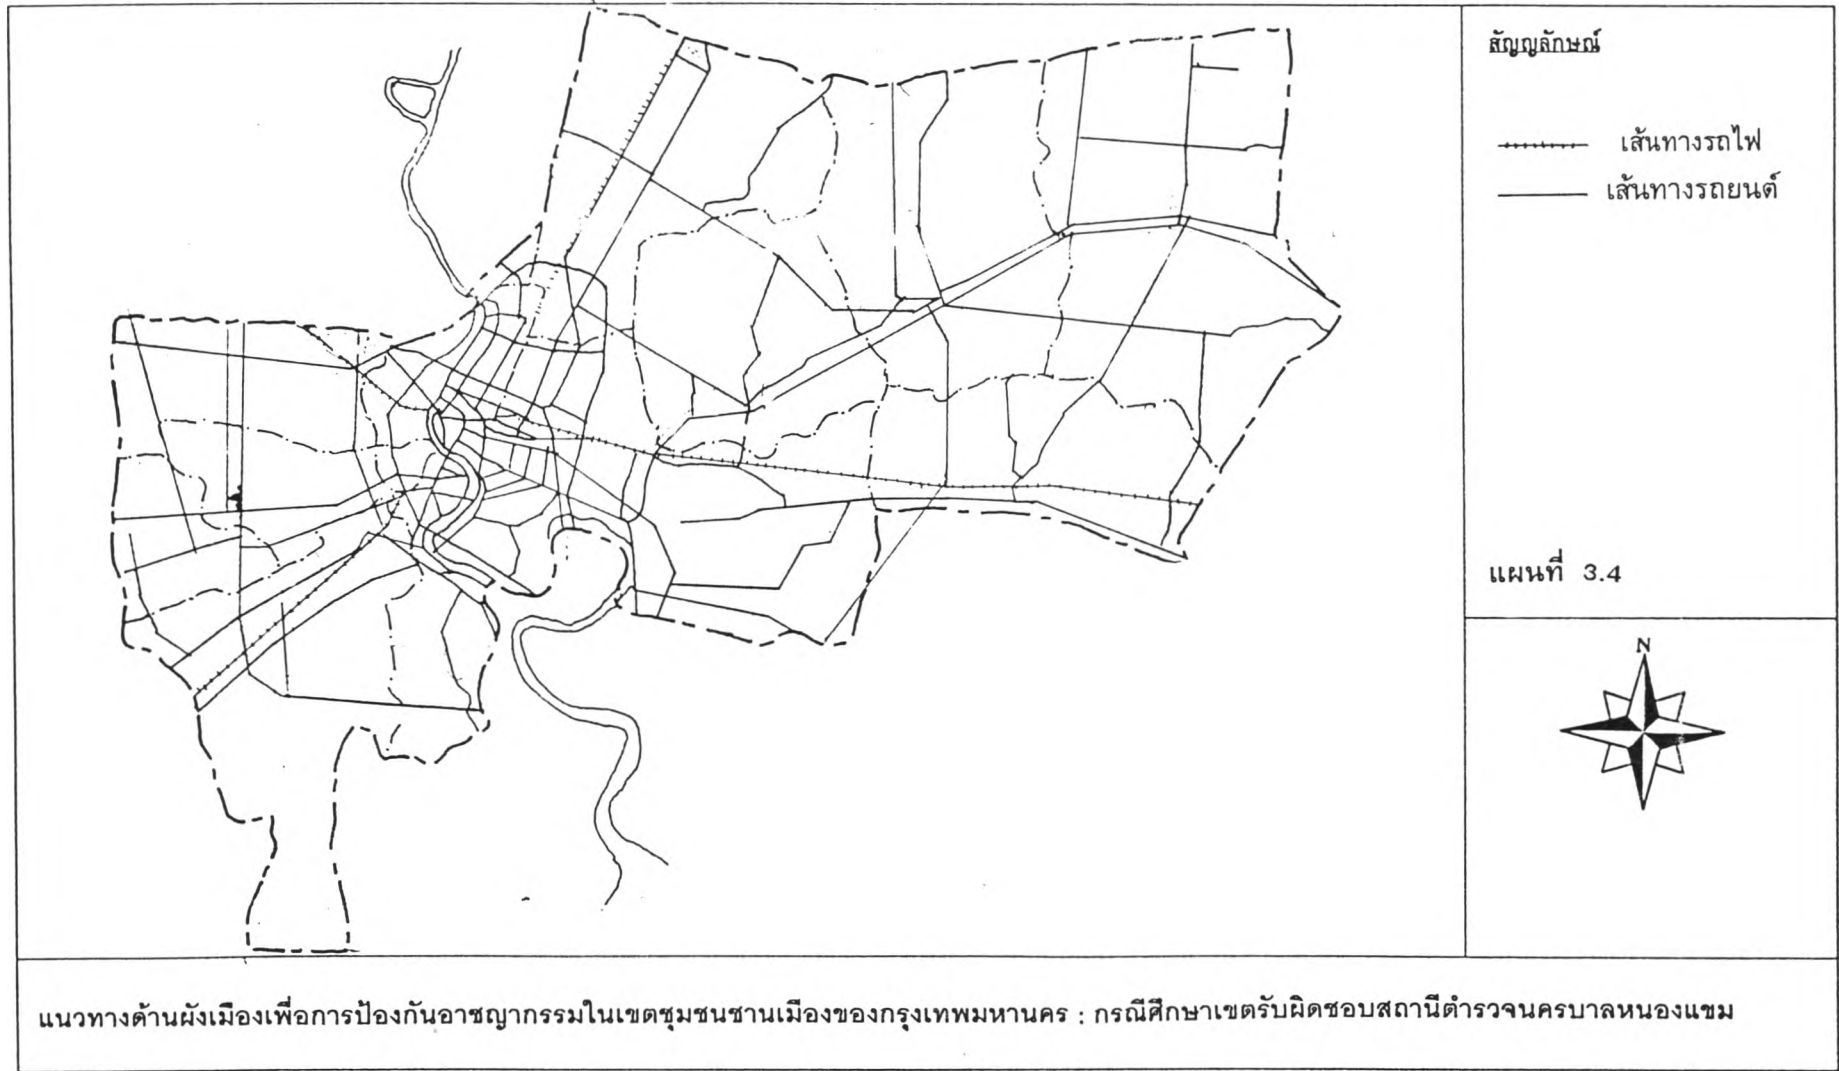 สัญญลักษณ์
เส้นทางรถไฟ
เส้นทางรถยนต์
แผนที่ 3.4
N
แนวทางด้านผังเมืองเพื่อการป้องกันอาชญากรรมในเขตชุมชนชานเมืองของกรุงเทพมหานคร : กรณีศึกษาเขตรับผิดชอบสถานีตำรวจนครบาลหนองแขม